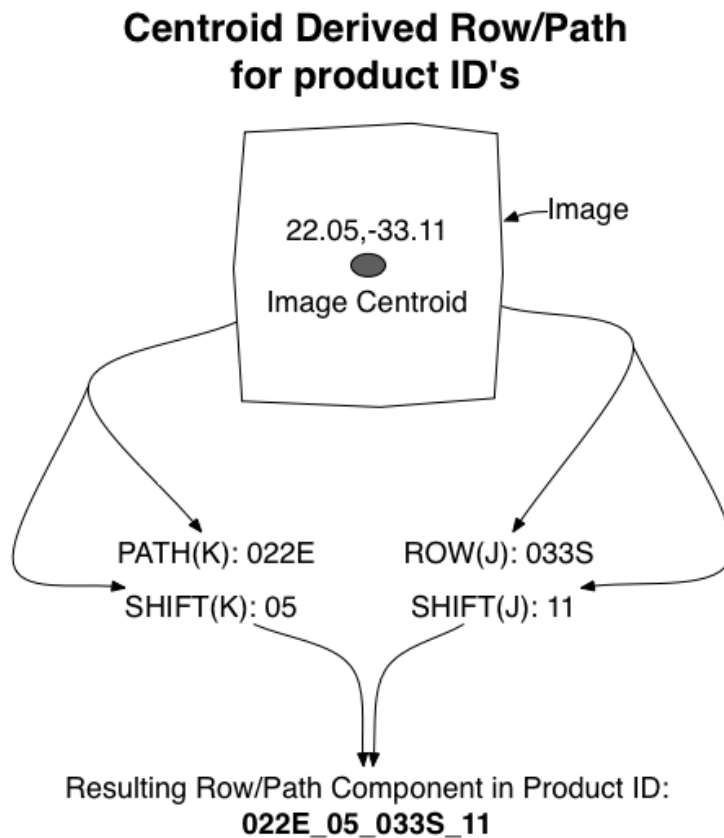 Centroid Derived Row/Path
for product ID's
Image
22.05,-33.11
Image Centroid
PATH(K): 022E
ROW(J): 033S
SHIFT(K): 05
SHIFT(J): 11
Resulting Row/Path Component in Product ID:
022E_05_033S_11